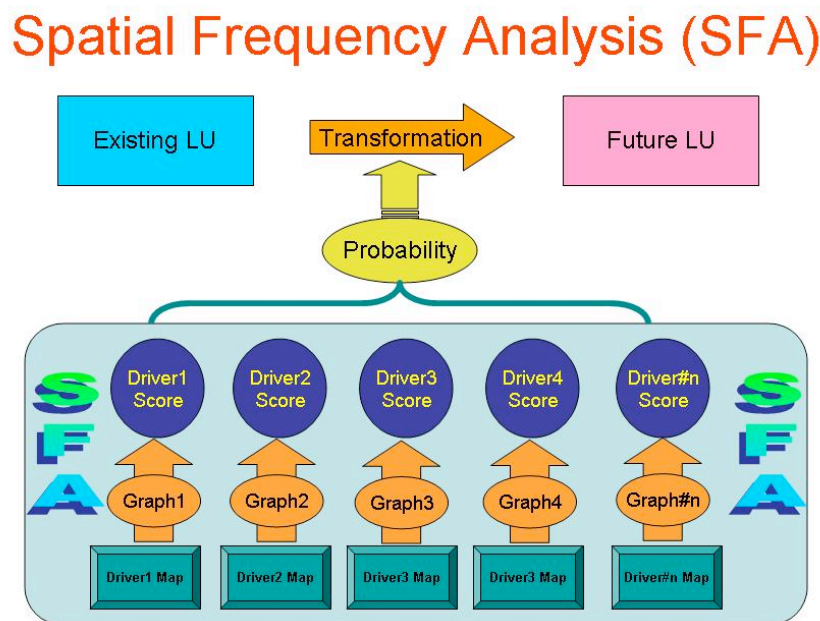 Spatial Frequency Analysis (SFA)
Existing LU
Transformation
Future LU
Probability
Driver1
Score
Driver2
Score
Driver3
Score
Driver4
Score
Driver#n
Score
S
F
A
S
F
A
Graph1
Graph2
Graph3
Graph4
Graph#n
Driver1 Map
Driver2 Map
Driver3 Map
Driver3 Map
Driver#n Map